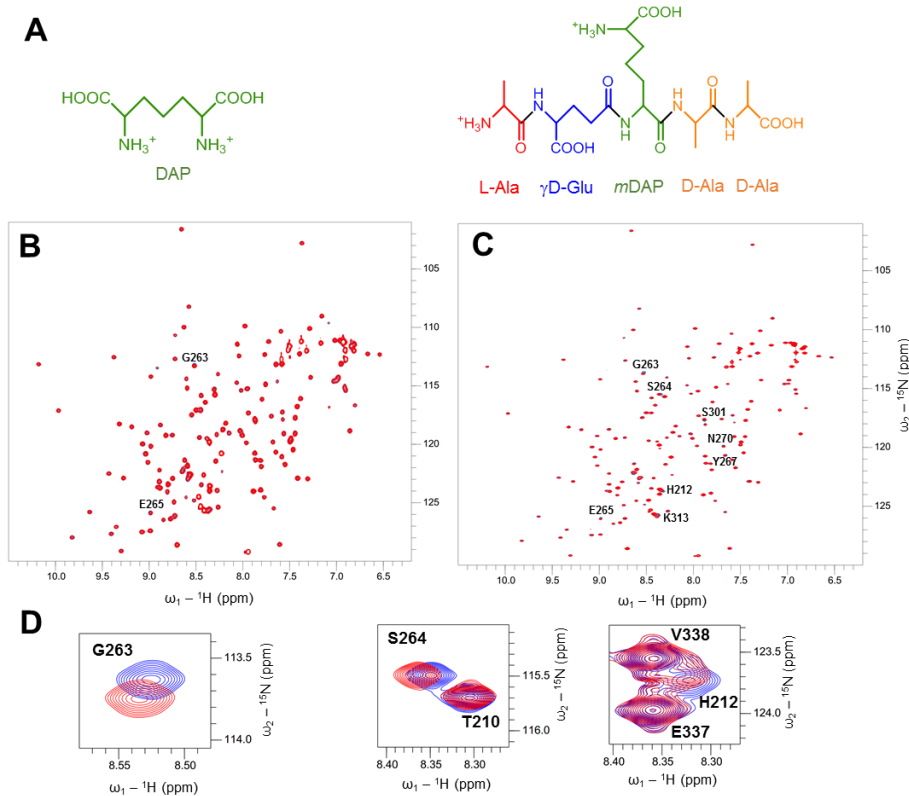 A
HOOC COOH
NH3+ NH3+
DAP
+H3N COOH
+H3N O H N O COOH N H O H N O N H COOH
L-Ala γD-Glu mDAP D-Ala D-Ala
B
G263
E265
105
110
115
120
125
10.0 9.5 9.0 8.5 8.0 7.5 7.0 6.5
ω1 – 1H (ppm)
C
G263
S264
S301
N270
Y267
H212
E265
K313
105
110
115
120
125
ω2 – 15N (ppm)
10.0 9.5 9.0 8.5 8.0 7.5 7.0 6.5
ω1 – 1H (ppm)
D
G263
113.5
114.0
ω2 – 15N (ppm)
8.55 8.50
ω1 – 1H (ppm)
S264
T210
115.5
116.0
ω2 – 15N (ppm)
8.40 8.35 8.30
ω1 – 1H (ppm)
V338
H212
E337
123.5
124.0
ω2 – 15N (ppm)
8.40 8.35 8.30
ω1 – 1H (ppm)